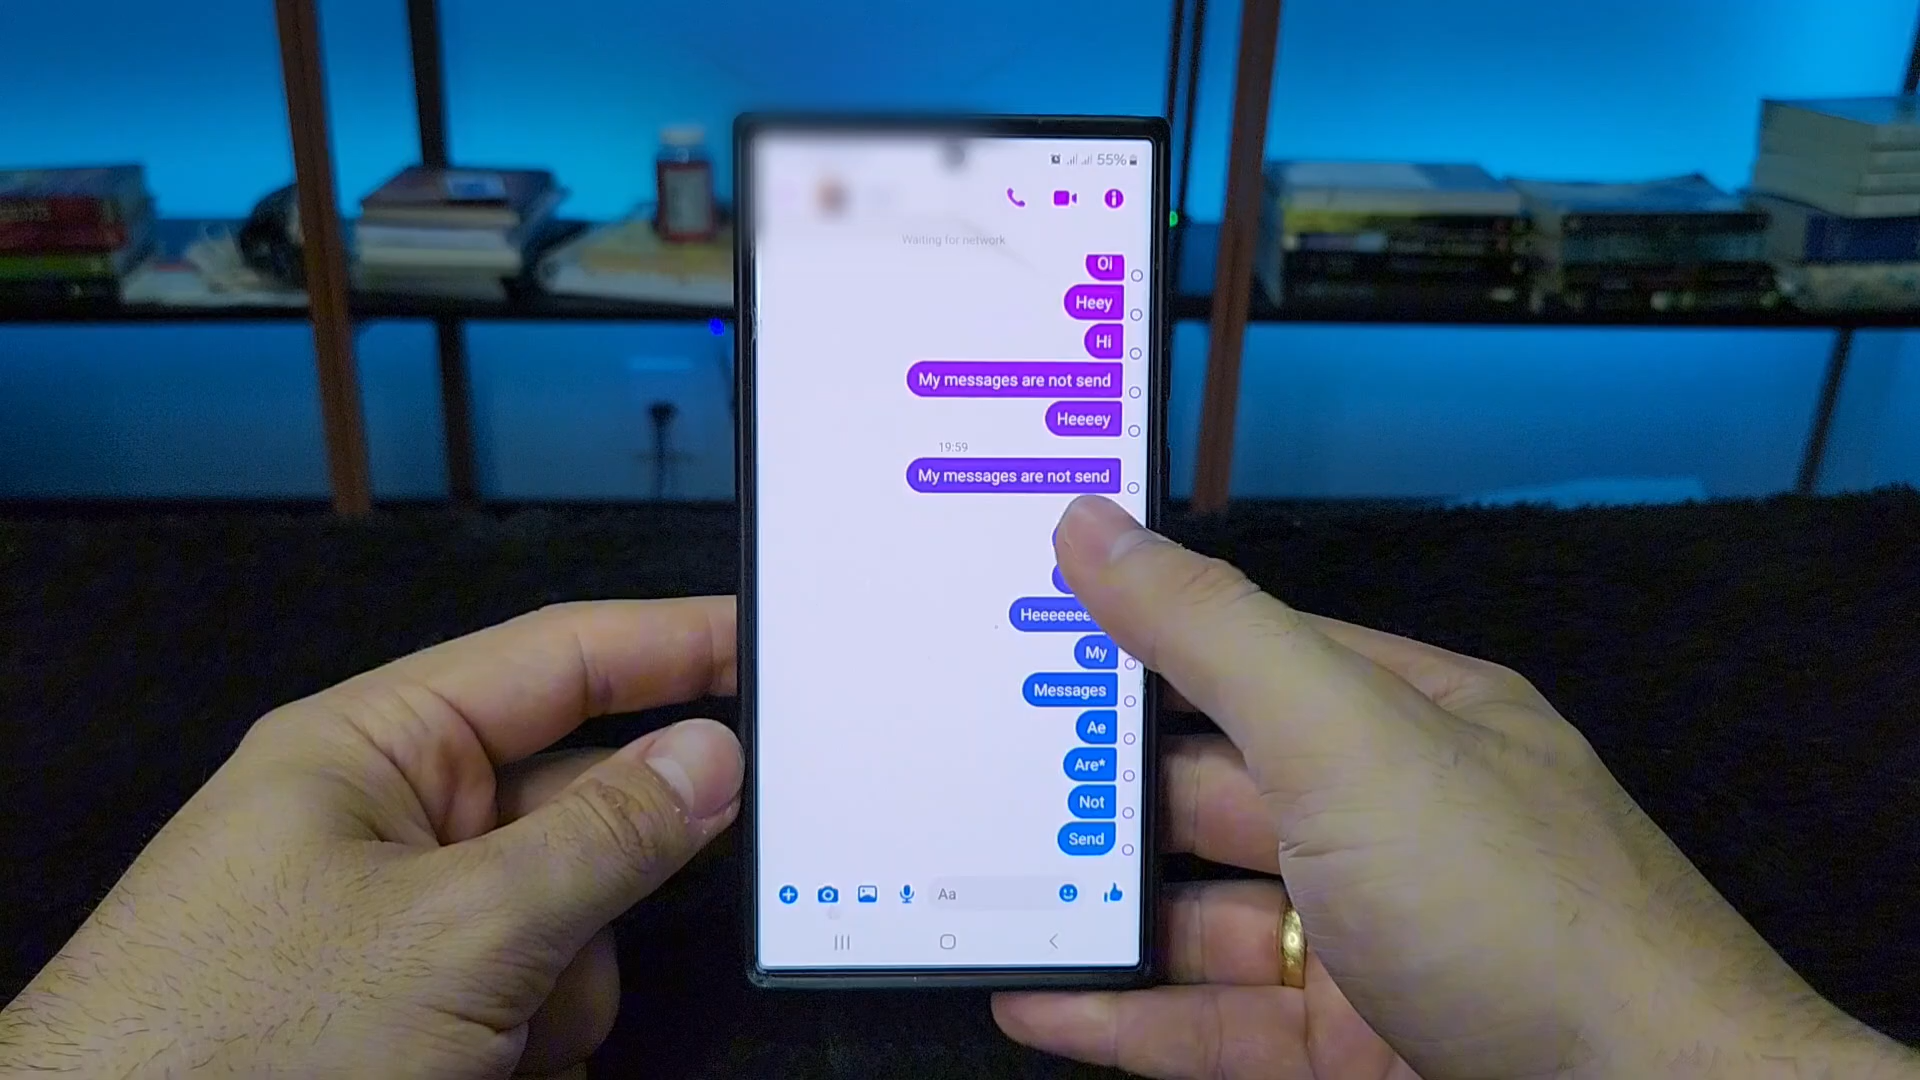 55%
Waiting for network
Oi
Heey
Hi
My messages are not send
Heeeey
19:59
My messages are not send
Heeeeeee
My
Messages
Ae
Are*
Not
Send
Aa